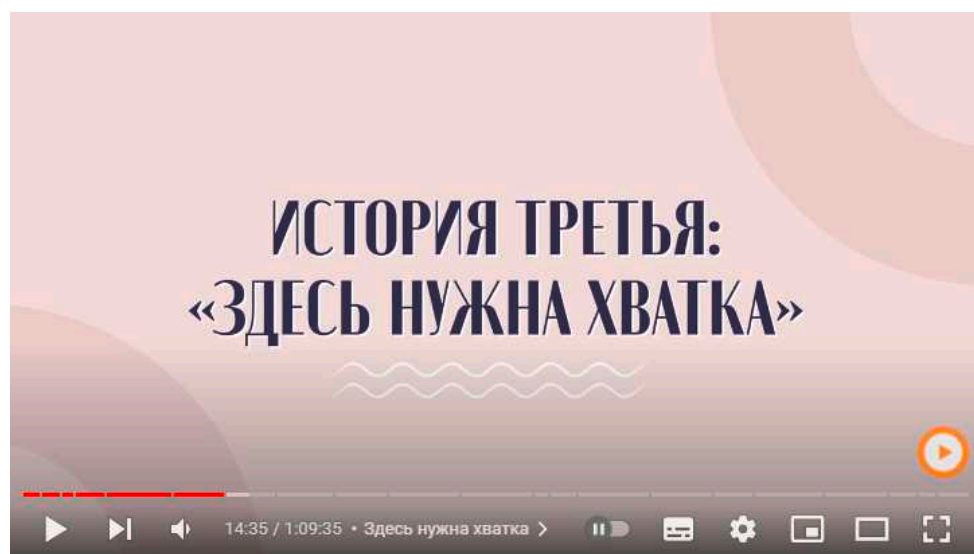 ИСТОРИЯ ТРЕТЬЯ:
«ЗДЕСЬ НУЖНА ХВАТКА»
14:35 / 1:09:35 • Здесь нужна хватка >